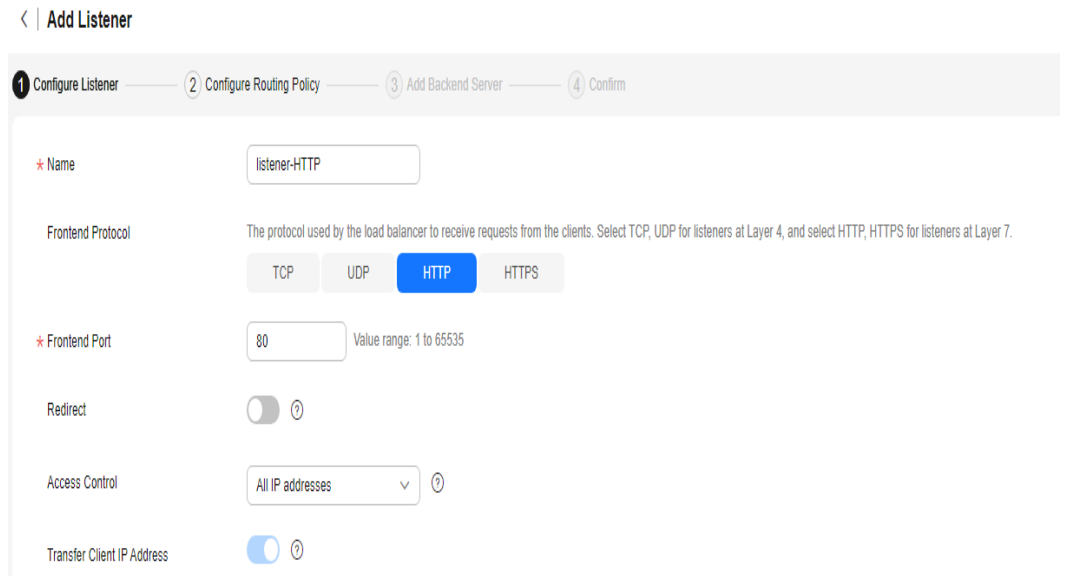 Add Listener
1 Configure Listener 2 Configure Routing Policy 3 Add Backend Server 4 Confirm
* Name listener-HTTP
Frontend Protocol The protocol used by the load balancer to receive requests from the clients. Select TCP, UDP for listeners at Layer 4, and select HTTP, HTTPS for listeners at Layer 7.
TCP UDP HTTP HTTPS
* Frontend Port 80 Value range: 1 to 65535
Redirect ?
Access Control All IP addresses ?
Transfer Client IP Address ?